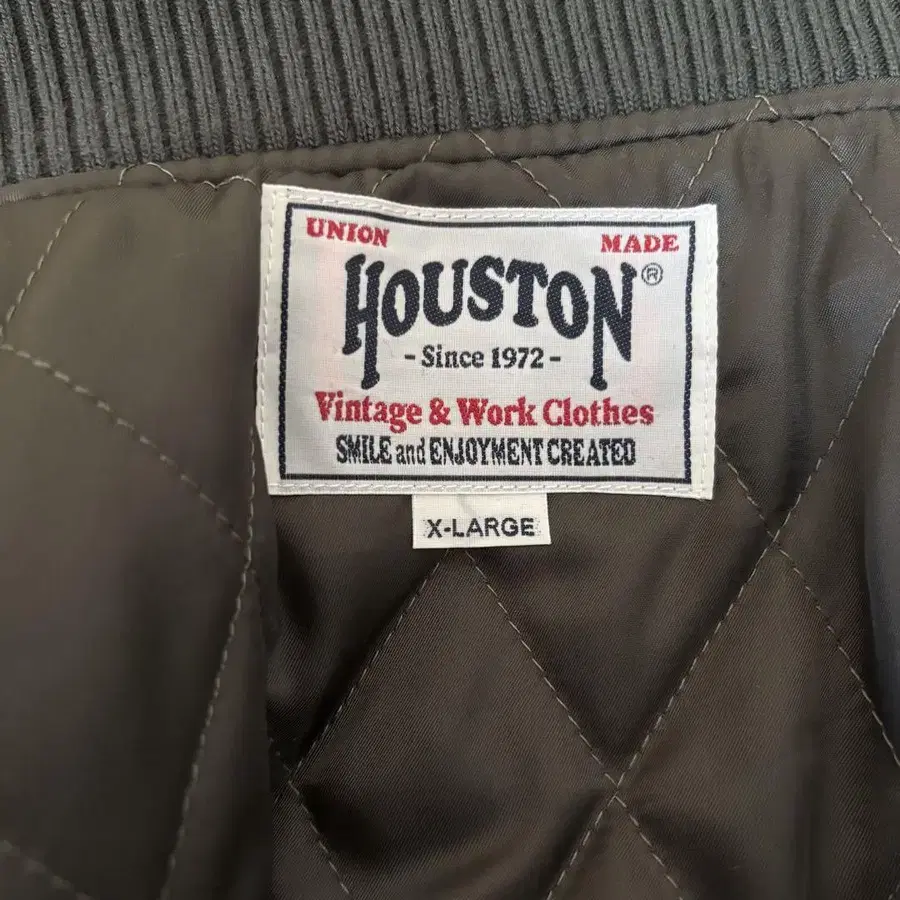 UNION MADE
HOUSTON®
- Since 1972 -
Vintage & Work Clothes
SMILE and ENJOYMENT CREATED
X-LARGE